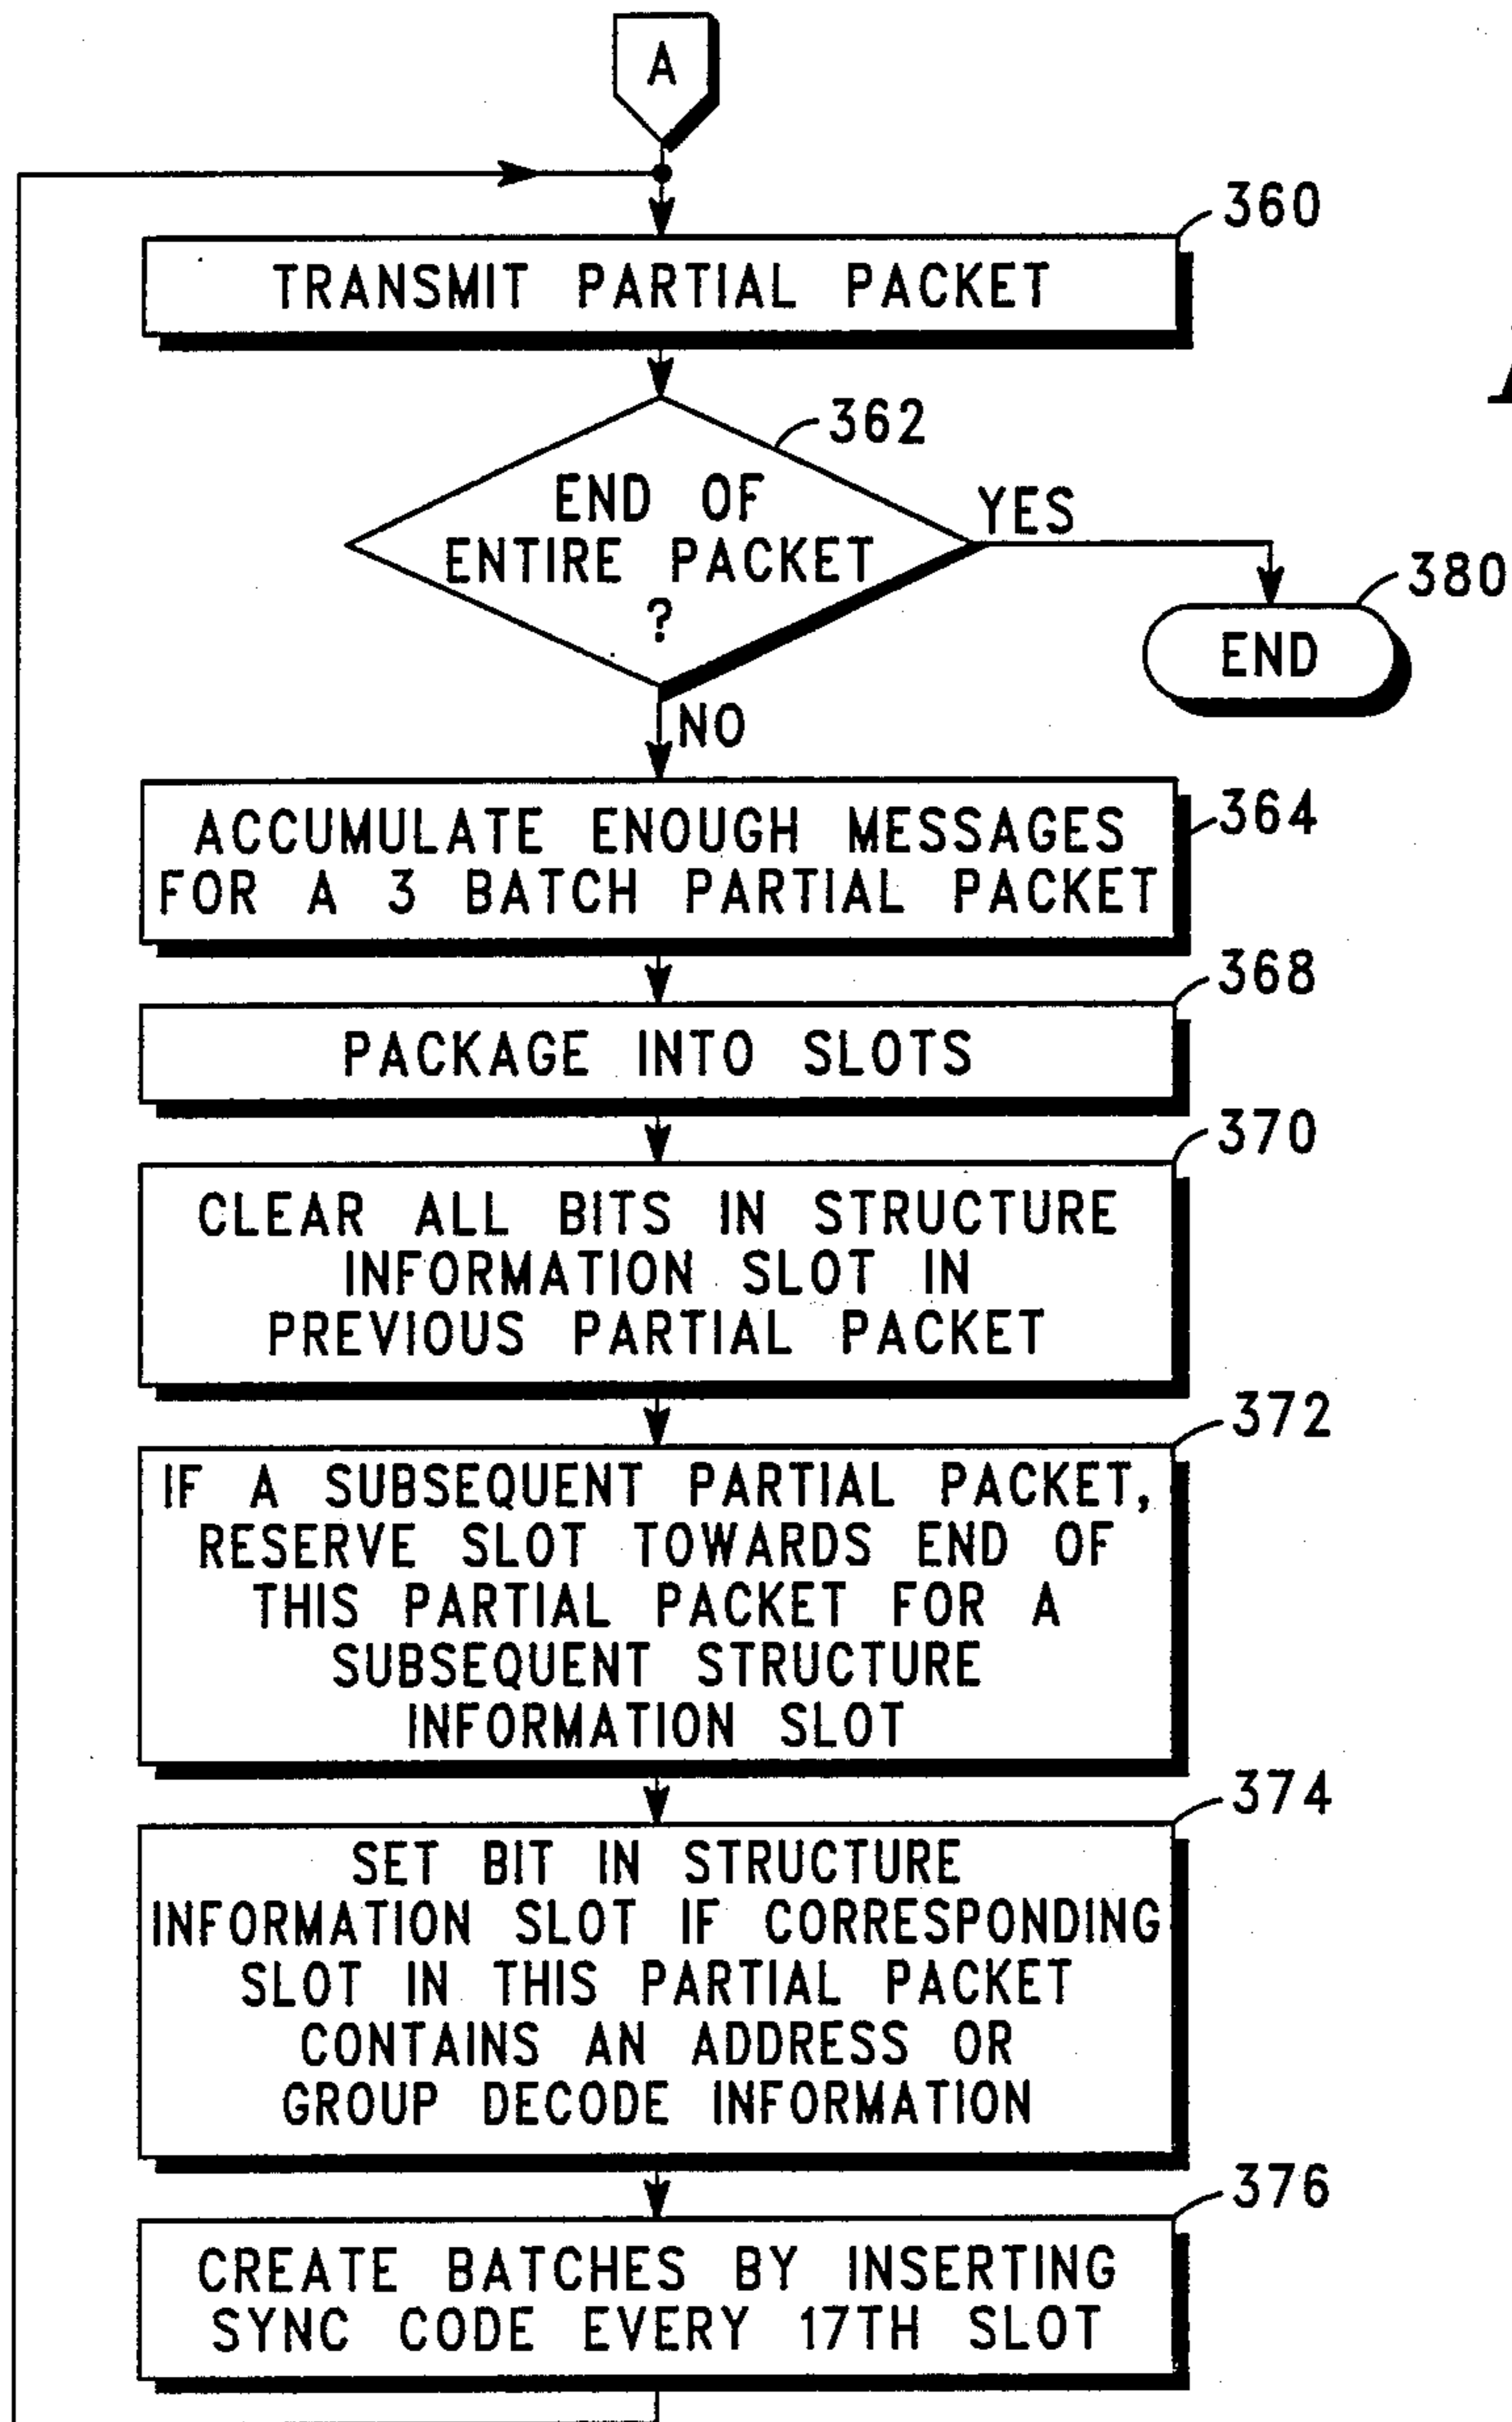 A
360
TRANSMIT PARTIAL PACKET
362
END OF
ENTIRE PACKET
?
YES
380
END
NO
ACCUMULATE ENOUGH MESSAGES
FOR A 3 BATCH PARTIAL PACKET
364
368
PACKAGE INTO SLOTS
370
CLEAR ALL BITS IN STRUCTURE
INFORMATION SLOT IN
PREVIOUS PARTIAL PACKET
372
IF A SUBSEQUENT PARTIAL PACKET,
RESERVE SLOT TOWARDS END OF
THIS PARTIAL PACKET FOR A
SUBSEQUENT STRUCTURE
INFORMATION SLOT
374
SET BIT IN STRUCTURE
INFORMATION SLOT IF CORRESPONDING
SLOT IN THIS PARTIAL PACKET
CONTAINS AN ADDRESS OR
GROUP DECODE INFORMATION
376
CREATE BATCHES BY INSERTING
SYNC CODE EVERY 17TH SLOT